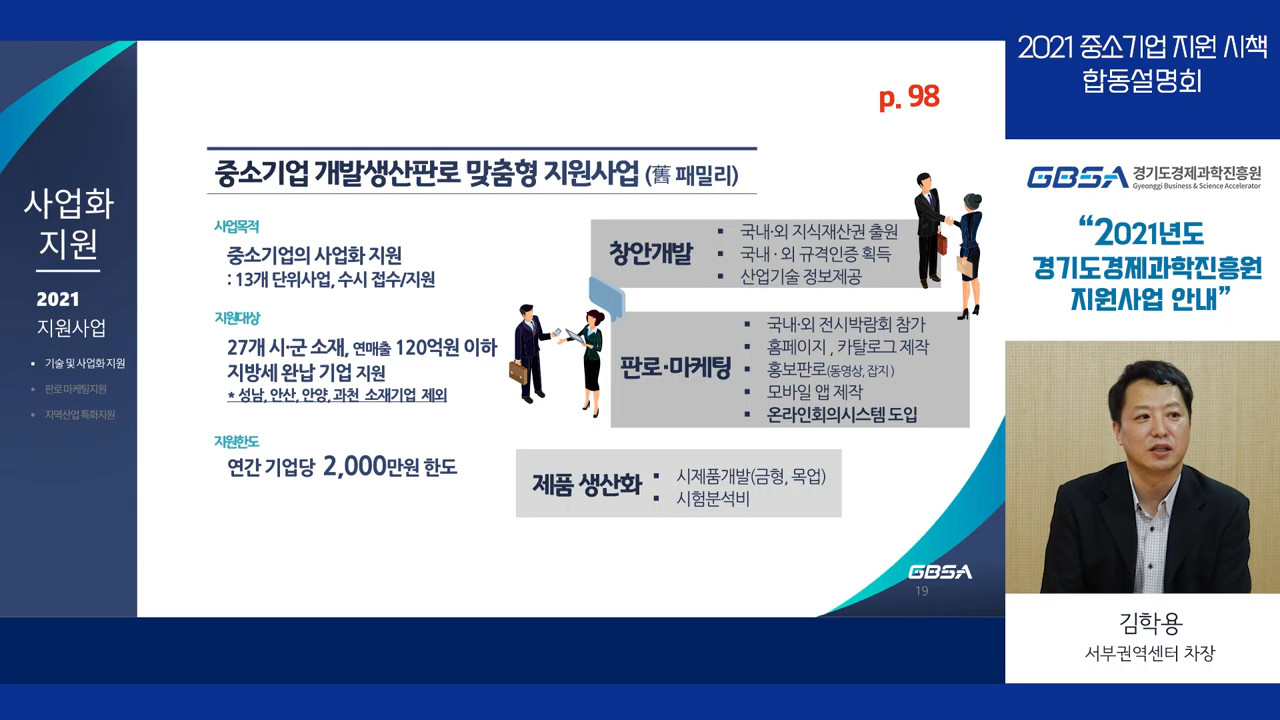 2021 중소기업 지원 시책
합동설명회
p. 98
사업화
지원
2021
지원사업
▪ 기술 및 사업화 지원
▪ 판로 마케팅지원
▪ 지역산업 특화지원
중소기업 개발생산판로 맞춤형 지원사업 (舊 패밀리)
사업목적
중소기업의 사업화 지원
: 13개 단위사업, 수시 접수/지원
지원대상
27개 시·군 소재, 연매출 120억원 이하
지방세 완납 기업 지원
* 성남, 안산, 안양, 과천 소재기업 제외
지원한도
연간 기업당 2,000만원 한도
창안개발
▪ 국내·외 지식재산권 출원
▪ 국내·외 규격인증 획득
▪ 산업기술 정보제공
판로·마케팅
▪ 국내·외 전시박람회 참가
▪ 홈페이지 , 카탈로그 제작
▪ 홍보판로(동영상, 잡지 )
▪ 모바일 앱 제작
▪ 온라인회의시스템 도입
제품 생산화
▪ 시제품개발(금형, 목업)
▪ 시험분석비
GBSA
19
GBSA 경기도경제과학진흥원
Gyeonggi Business & Science Accelerator
“2021년도
경기도경제과학진흥원
지원사업 안내”
김학용
서부권역센터 차장